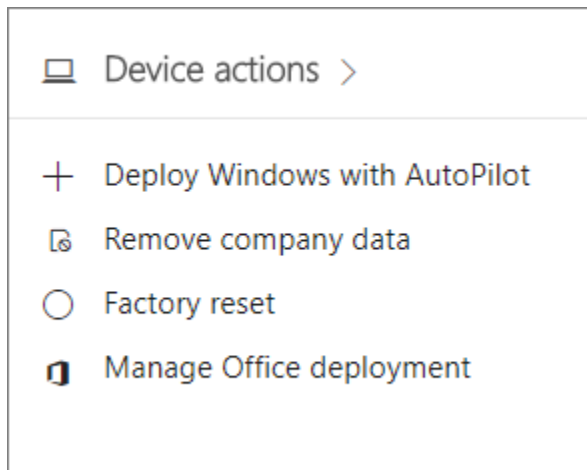 Device actions >
Deploy Windows with AutoPilot
Remove company data
Factory reset
Manage Office deployment